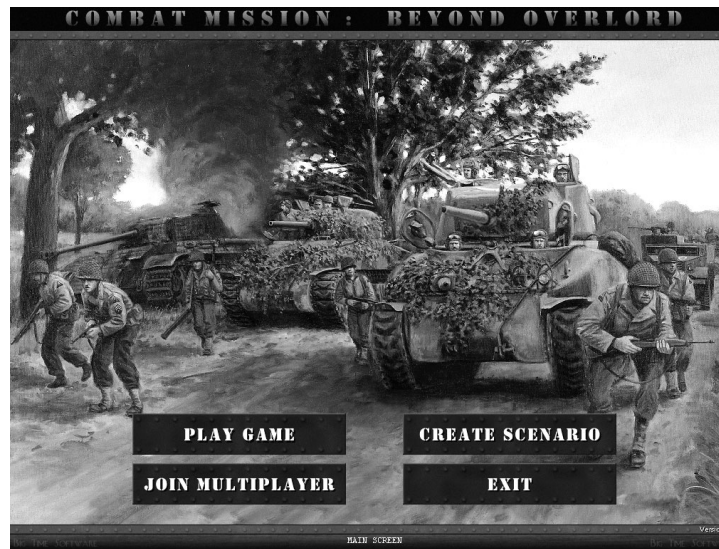 COMBAT MISSION: BEYOND OVERLORD
PLAY GAME
CREATE SCENARIO
JOIN MULTIPLAYER
EXIT
MAIN SCREEN